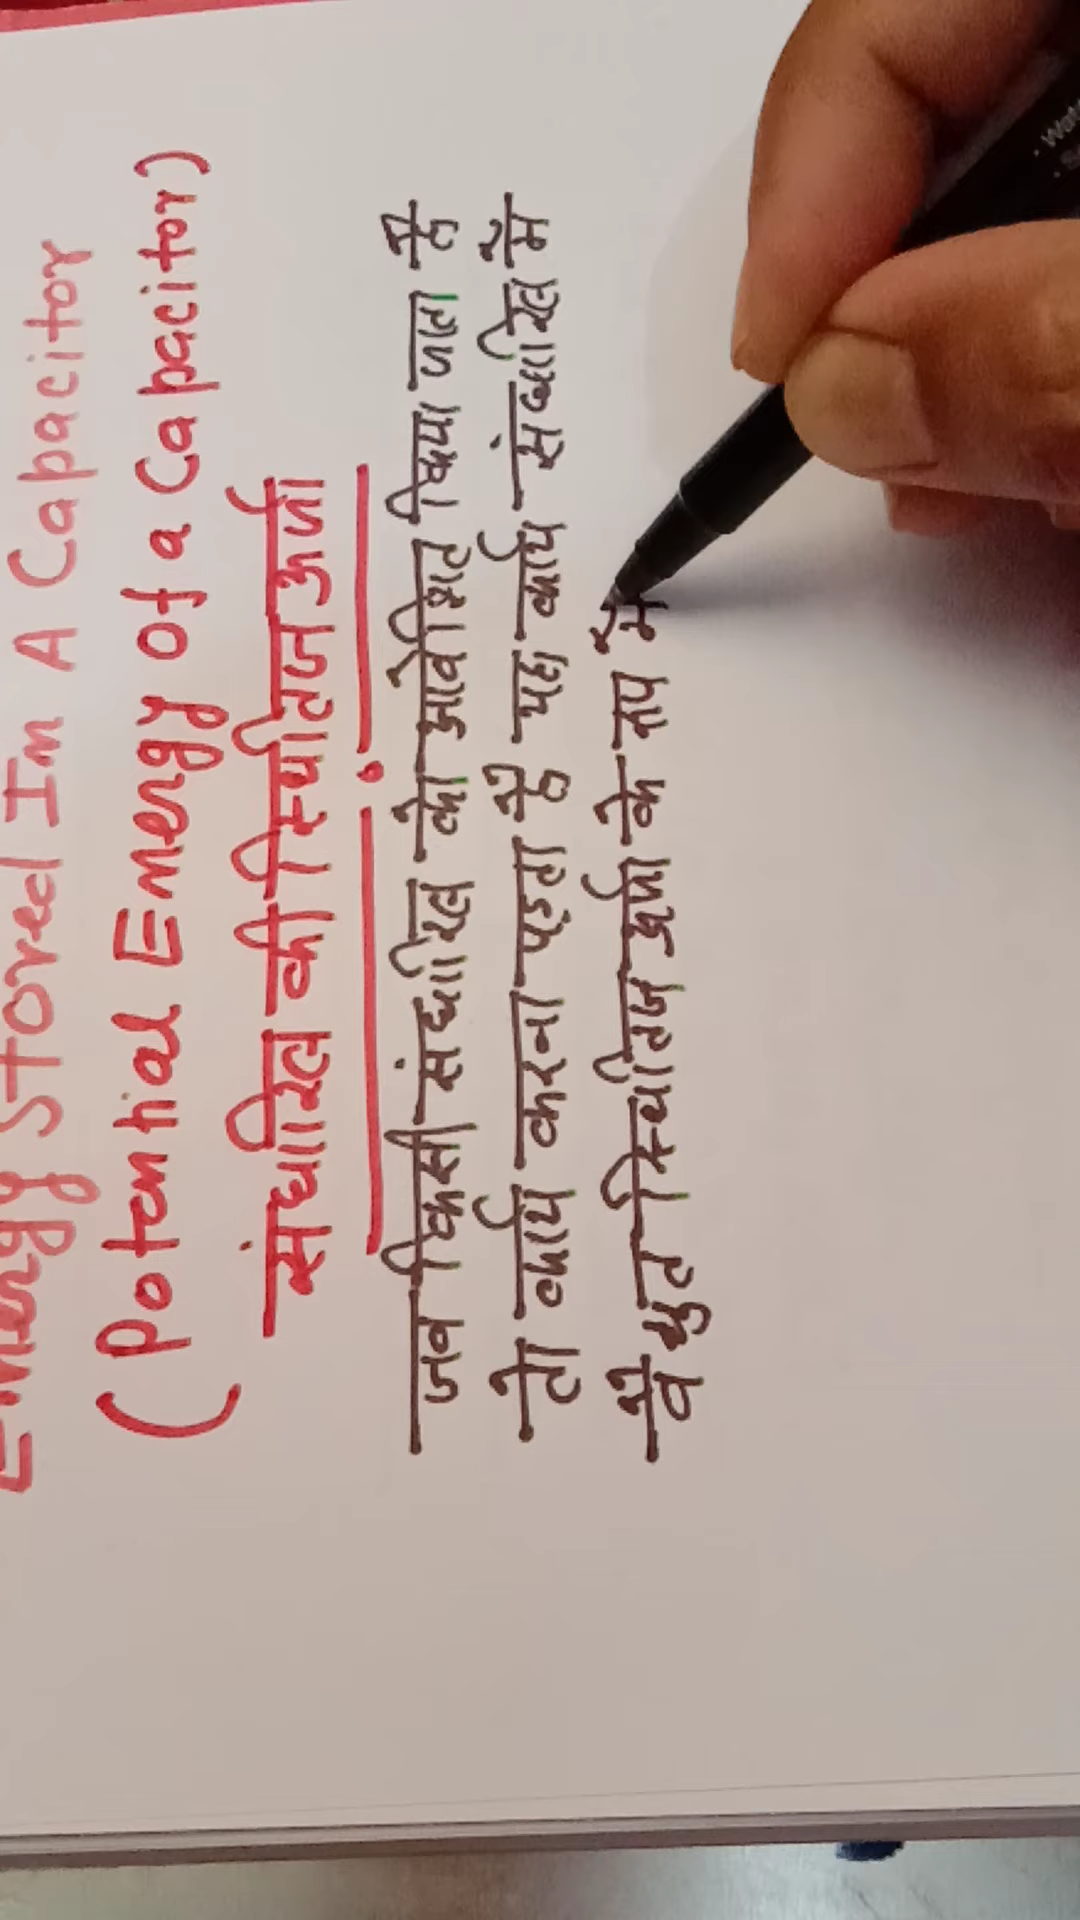 Energy Stored In A Capacitor
(Potential Energy of a Capacitor)
संधारित्र की स्थितिज ऊर्जा
जब किसी संधारित्र को आवेशित किया जाता है
तो कार्य करना पड़ता है यह कार्य संधारित्र में
वैधुत स्थितिज ऊर्जा के रूप में